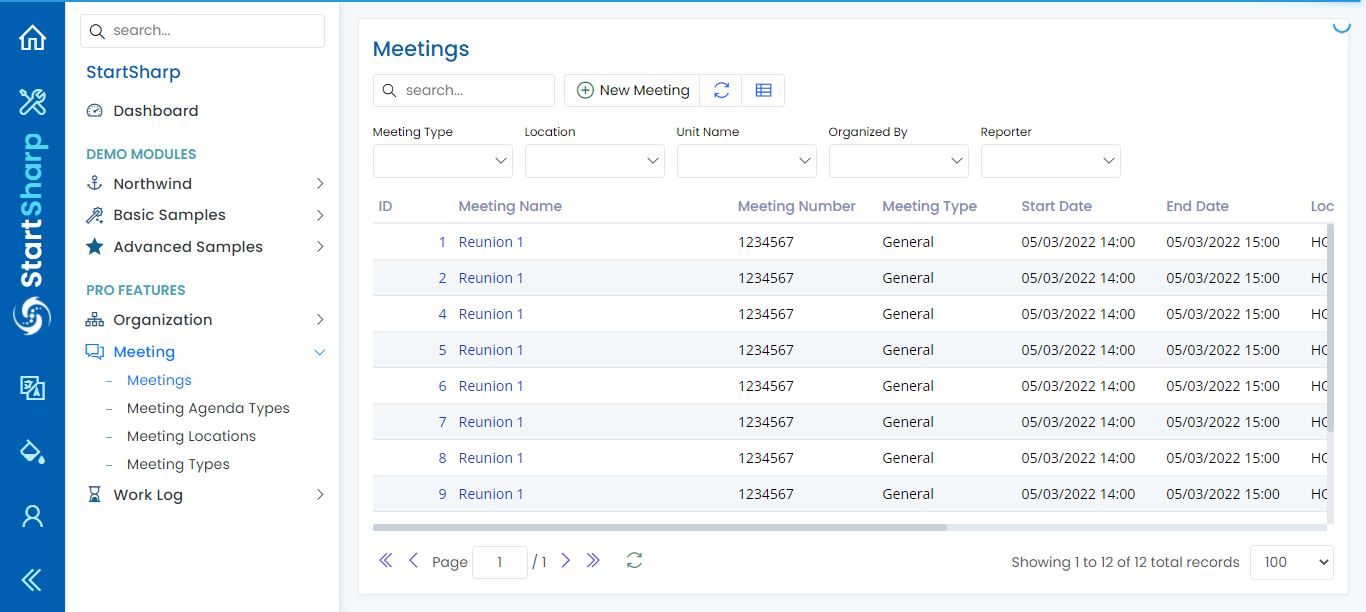 StartSharp
search...
StartSharp
Dashboard
DEMO MODULES
Northwind
Basic Samples
Advanced Samples
PRO FEATURES
Organization
Meeting
– Meetings
– Meeting Agenda Types
– Meeting Locations
– Meeting Types
Work Log
Meetings
search...
New Meeting
Meeting Type Location Unit Name Organized By Reporter
ID Meeting Name Meeting Number Meeting Type Start Date End Date Loc
1 Reunion 1 1234567 General 05/03/2022 14:00 05/03/2022 15:00 HO
2 Reunion 1 1234567 General 05/03/2022 14:00 05/03/2022 15:00 HO
4 Reunion 1 1234567 General 05/03/2022 14:00 05/03/2022 15:00 HO
5 Reunion 1 1234567 General 05/03/2022 14:00 05/03/2022 15:00 HO
6 Reunion 1 1234567 General 05/03/2022 14:00 05/03/2022 15:00 HO
7 Reunion 1 1234567 General 05/03/2022 14:00 05/03/2022 15:00 HO
8 Reunion 1 1234567 General 05/03/2022 14:00 05/03/2022 15:00 HO
9 Reunion 1 1234567 General 05/03/2022 14:00 05/03/2022 15:00 HO
Page 1 / 1 Showing 1 to 12 of 12 total records 100